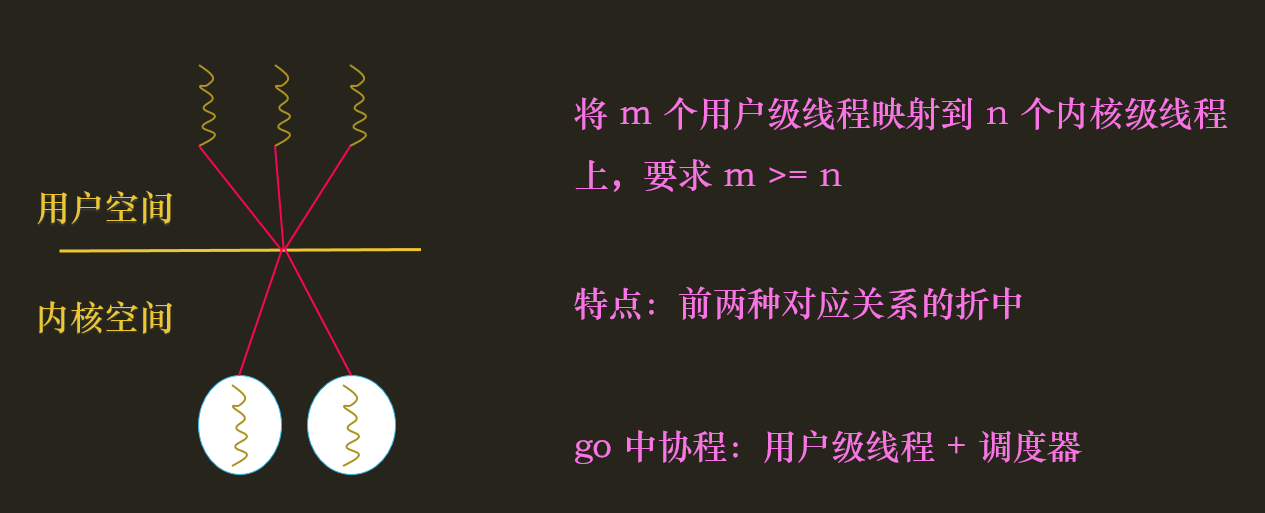 将 m 个用户级线程映射到 n 个内核级线程
上，要求 m >= n
用户空间
内核空间
特点：前两种对应关系的折中
go 中协程：用户级线程 + 调度器